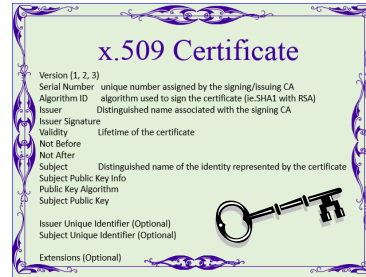 x.509 Certificate
Version (1, 2, 3)
Serial Number unique number assigned by the signing/issuing CA
Algorithm ID algorithm used to sign the certificate (ie.SHA1 with RSA)
Issuer Distinguished name associated with the signing CA
Issuer Signature
Validity Lifetime of the certificate
Not Before
Not After
Subject Distinguished name of the identity represented by the certificate
Subject Public Key Info
Public Key Algorithm
Subject Public Key
Issuer Unique Identifier (Optional)
Subject Unique Identifier (Optional)
Extensions (Optional)